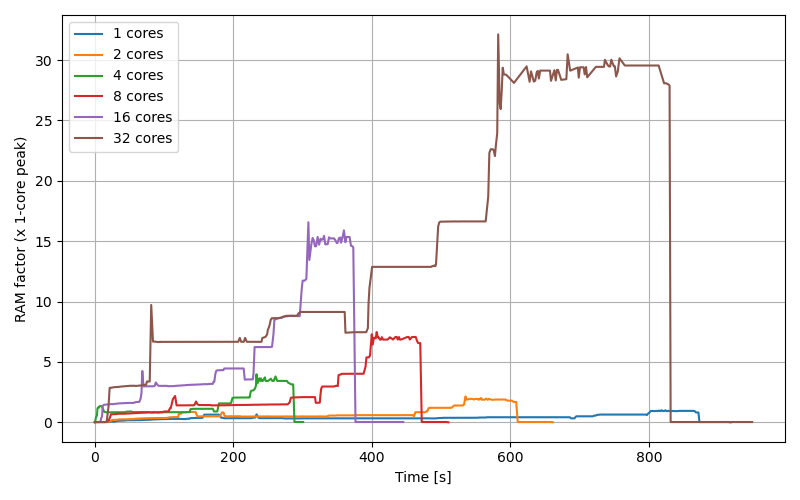 1 cores
2 cores
4 cores
8 cores
16 cores
32 cores
RAM factor (x 1-core peak)
30
25
20
15
10
5
0
0 200 400 600 800
Time [s]